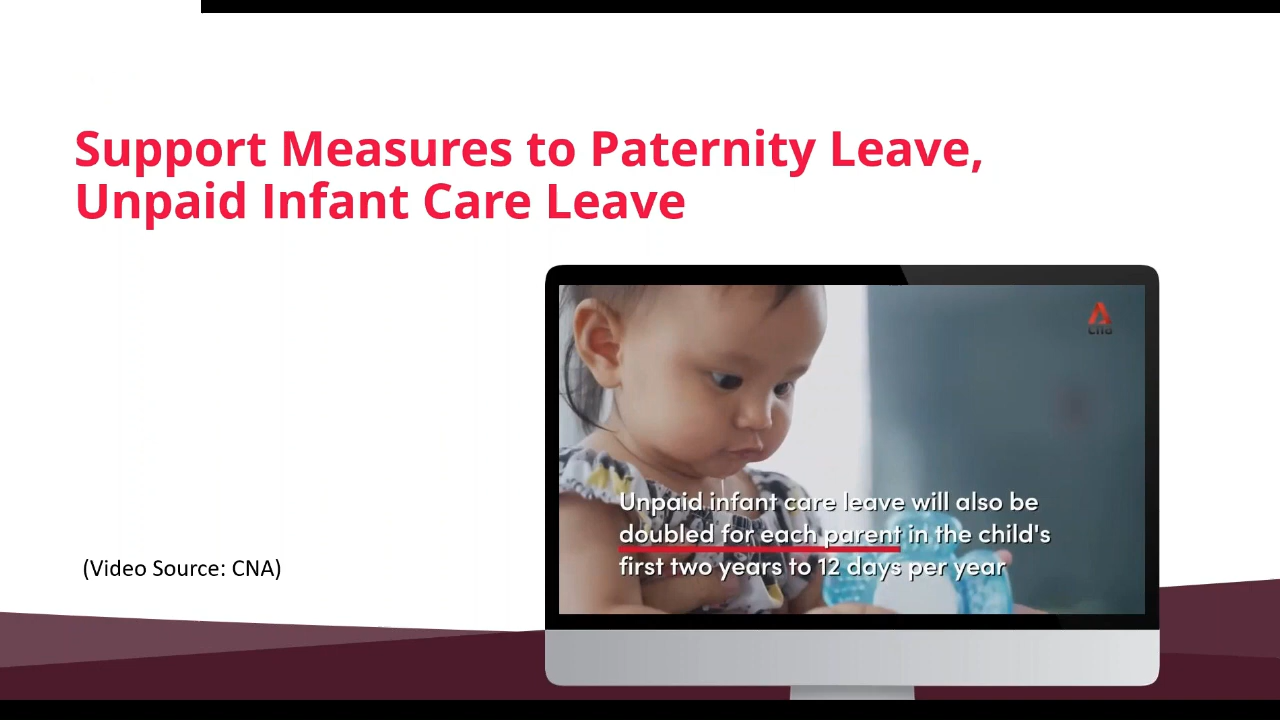 Support Measures to Paternity Leave,
Unpaid Infant Care Leave
cna
Unpaid infant care leave will also be
doubled for each parent in the child's
first two years to 12 days per year
(Video Source: CNA)